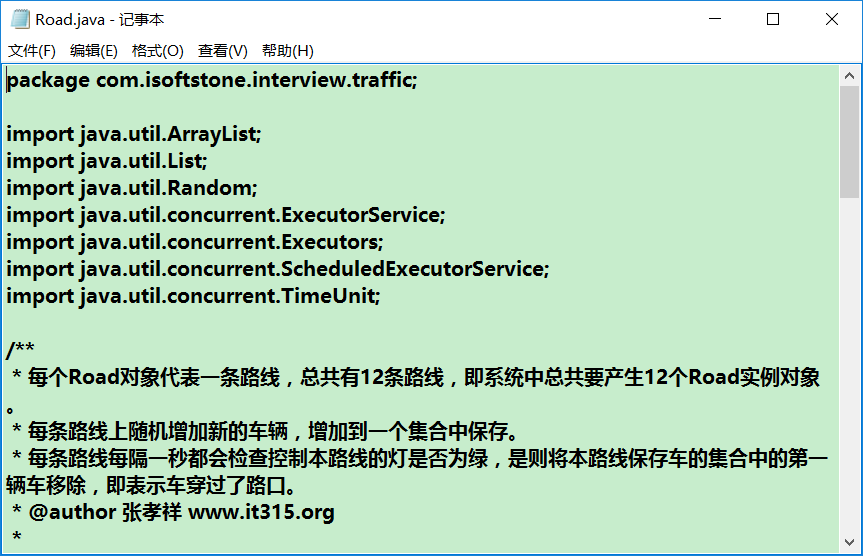 Road.java - 记事本
文件(F) 编辑(E) 格式(O) 查看(V) 帮助(H)
package com.isoftstone.interview.traffic;
import java.util.ArrayList;
import java.util.List;
import java.util.Random;
import java.util.concurrent.ExecutorService;
import java.util.concurrent.Executors;
import java.util.concurrent.ScheduledExecutorService;
import java.util.concurrent.TimeUnit;
/**
* 每个Road对象代表一条路线，总共有12条路线，即系统中总共要产生12个Road实例对象
。
* 每条路线上随机增加新的车辆，增加到一个集合中保存。
* 每条路线每隔一秒都会检查控制本路线的灯是否为绿，是则将本路线保存车的集合中的第一
辆车移除，即表示车穿过了路口。
* @author 张孝祥 www.it315.org
*